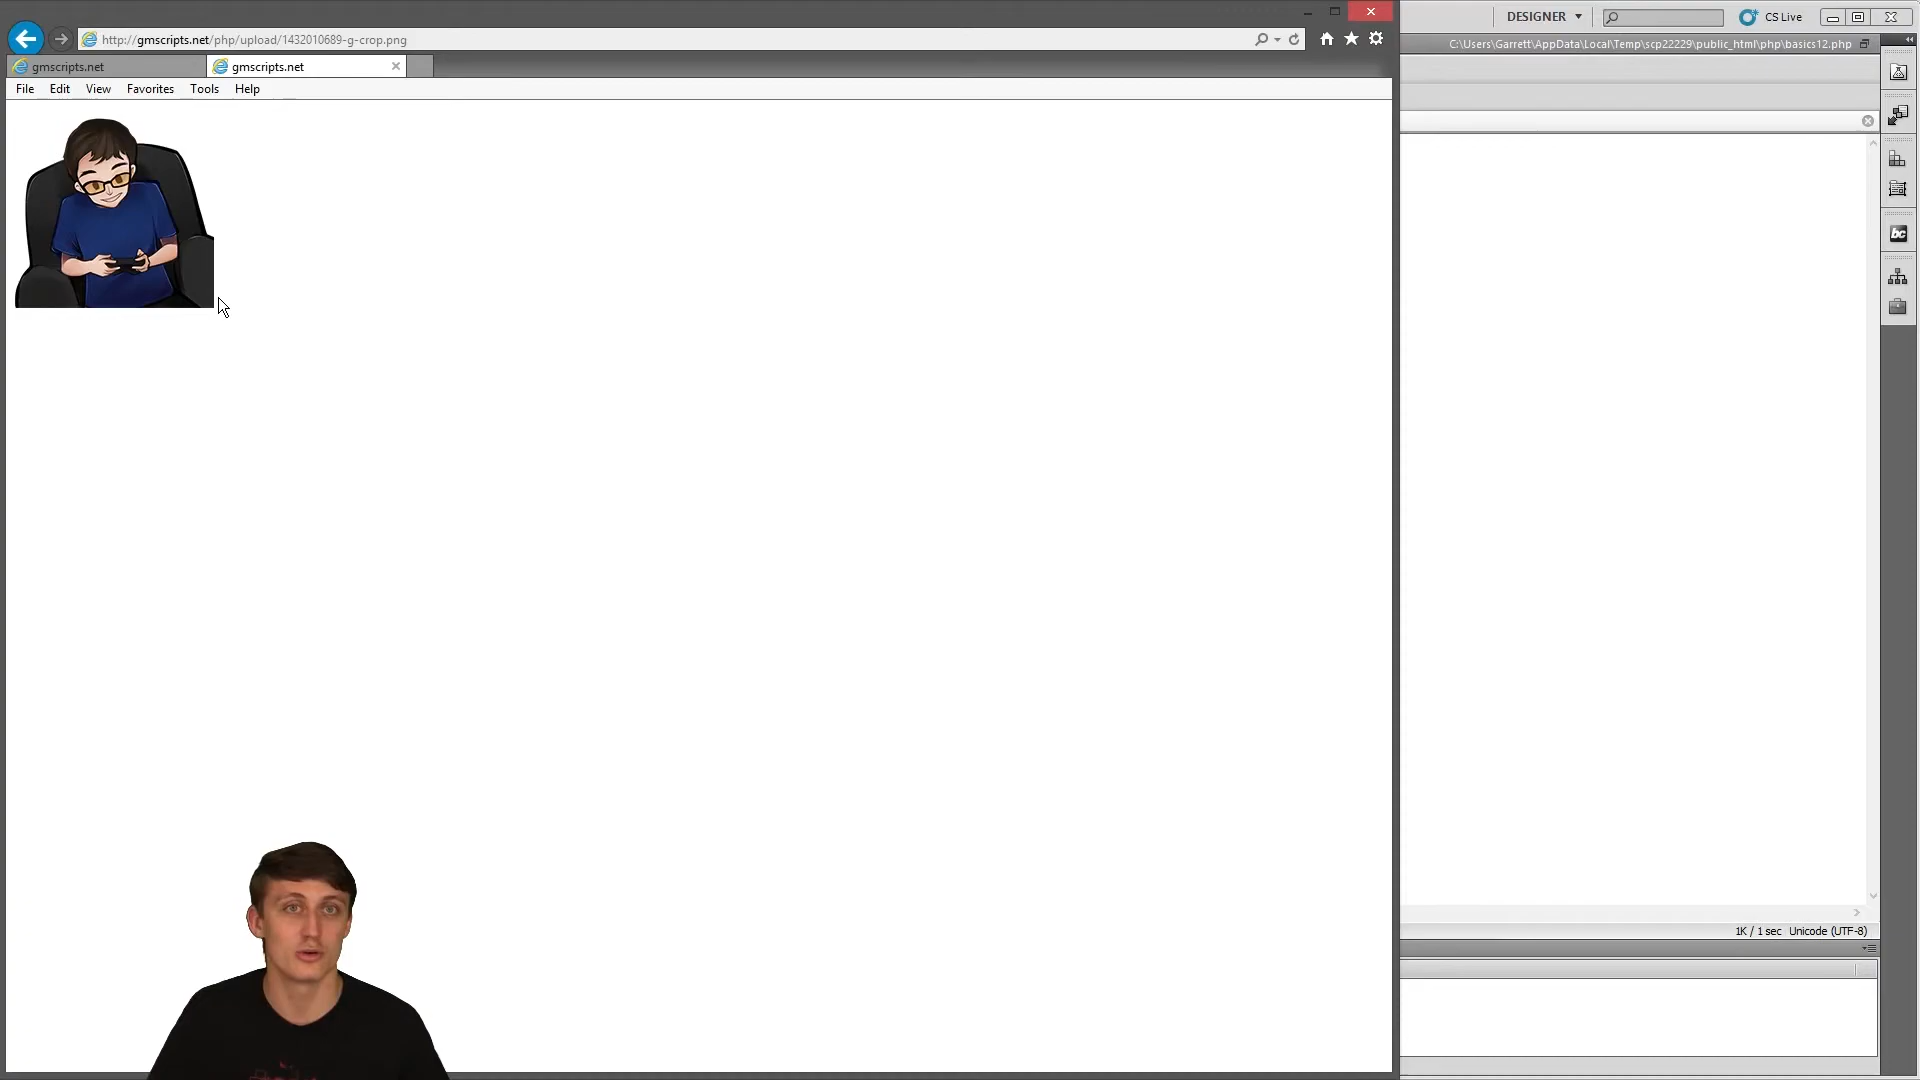 DESIGNER
CS Live
http://gmscripts.net/php/upload/1432010689-g-crop.png
C:\Users\Garrett\AppData\Local\Temp\scp22229\public_html\php\basics12.php
gmscripts.net
gmscripts.net
File Edit View Favorites Tools Help
bc
1K / 1 sec Unicode (UTF-8)